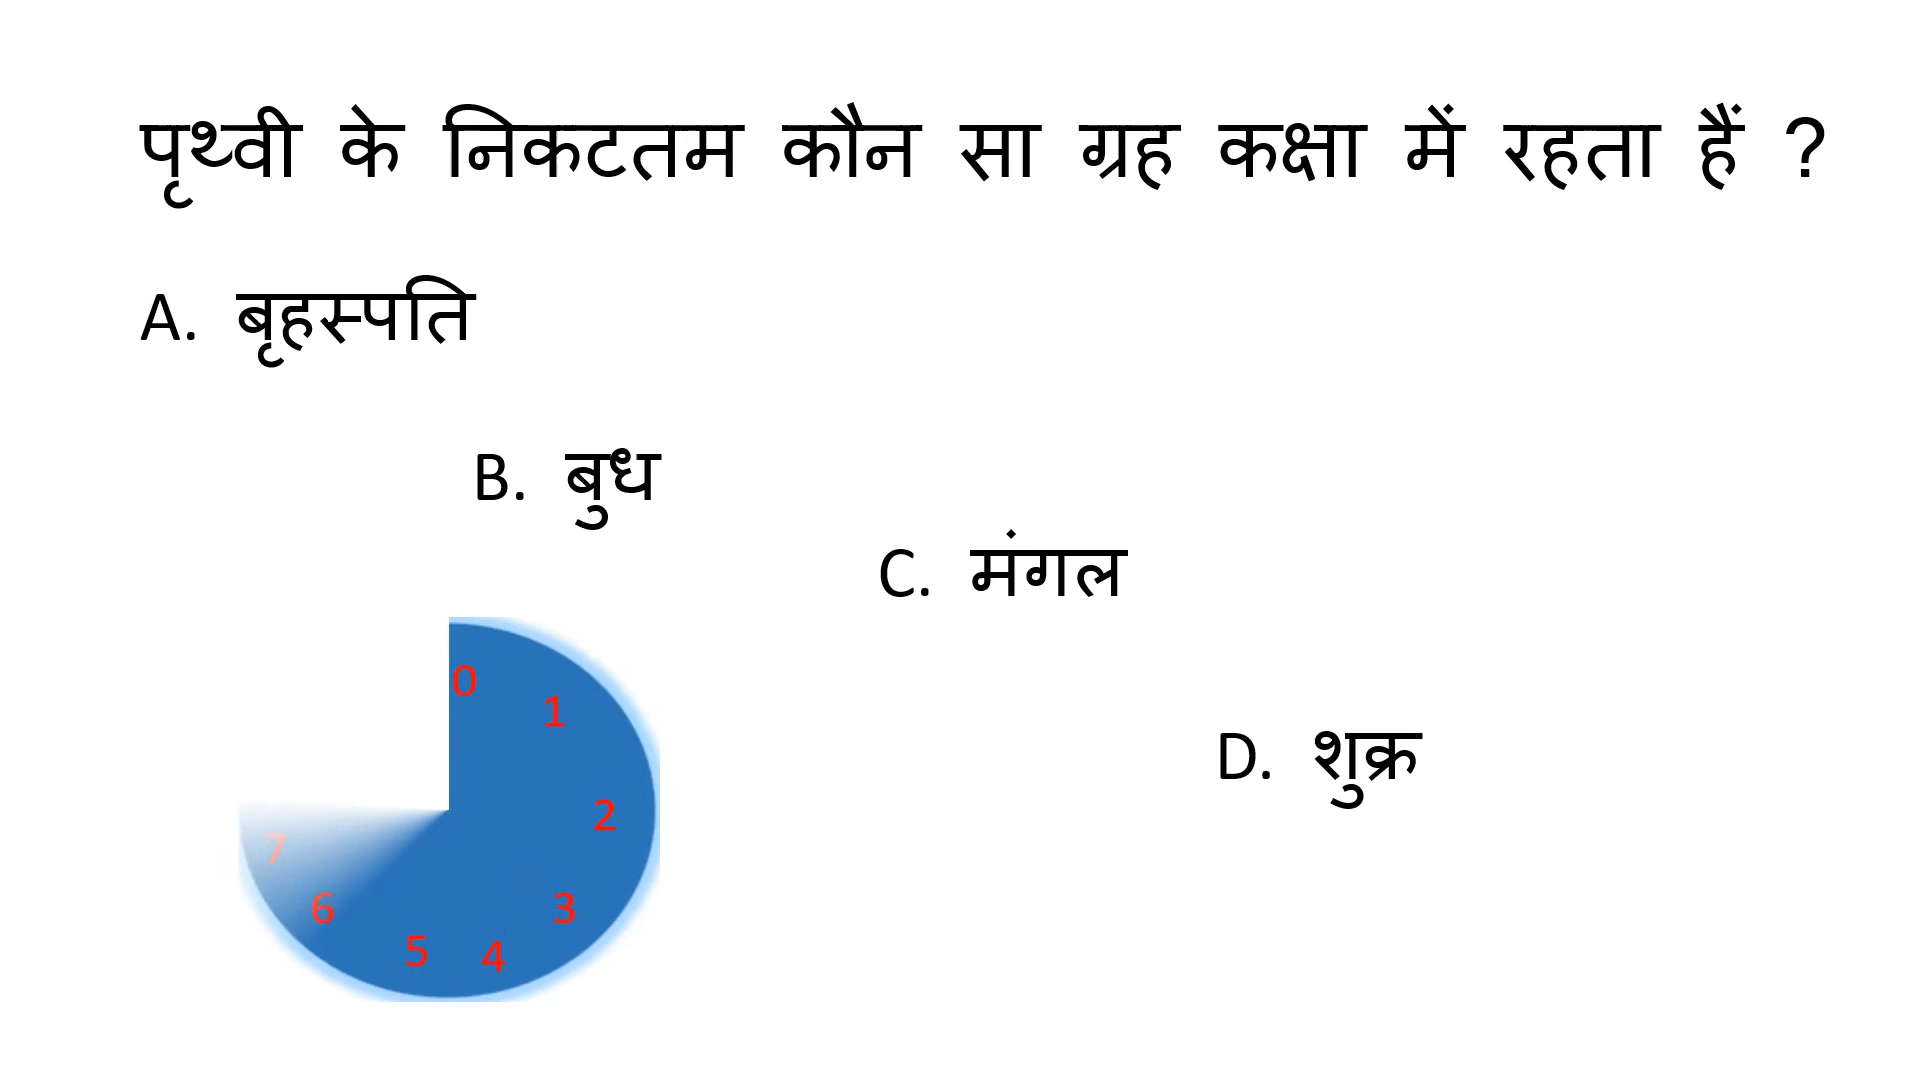 पृथ्वी के निकटतम कौन सा ग्रह कक्षा में रहता हैं ?
A. बृहस्पति
B. बुध
C. मंगल
D. शुक्र
0
1
2
3
4
5
6
7